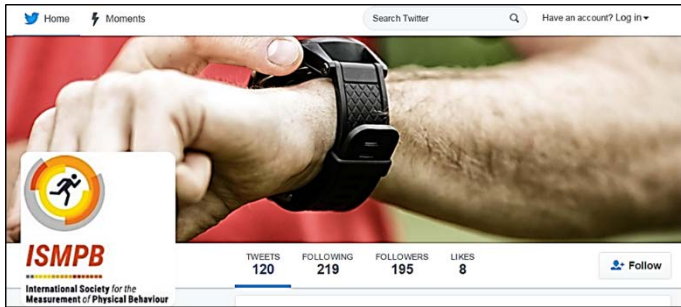 Home Moments Search Twitter Have an account? Log in
ISMPB
International Society for the
Measurement of Physical Behaviour
TWEETS FOLLOWING FOLLOWERS LIKES
120 219 195 8
Follow